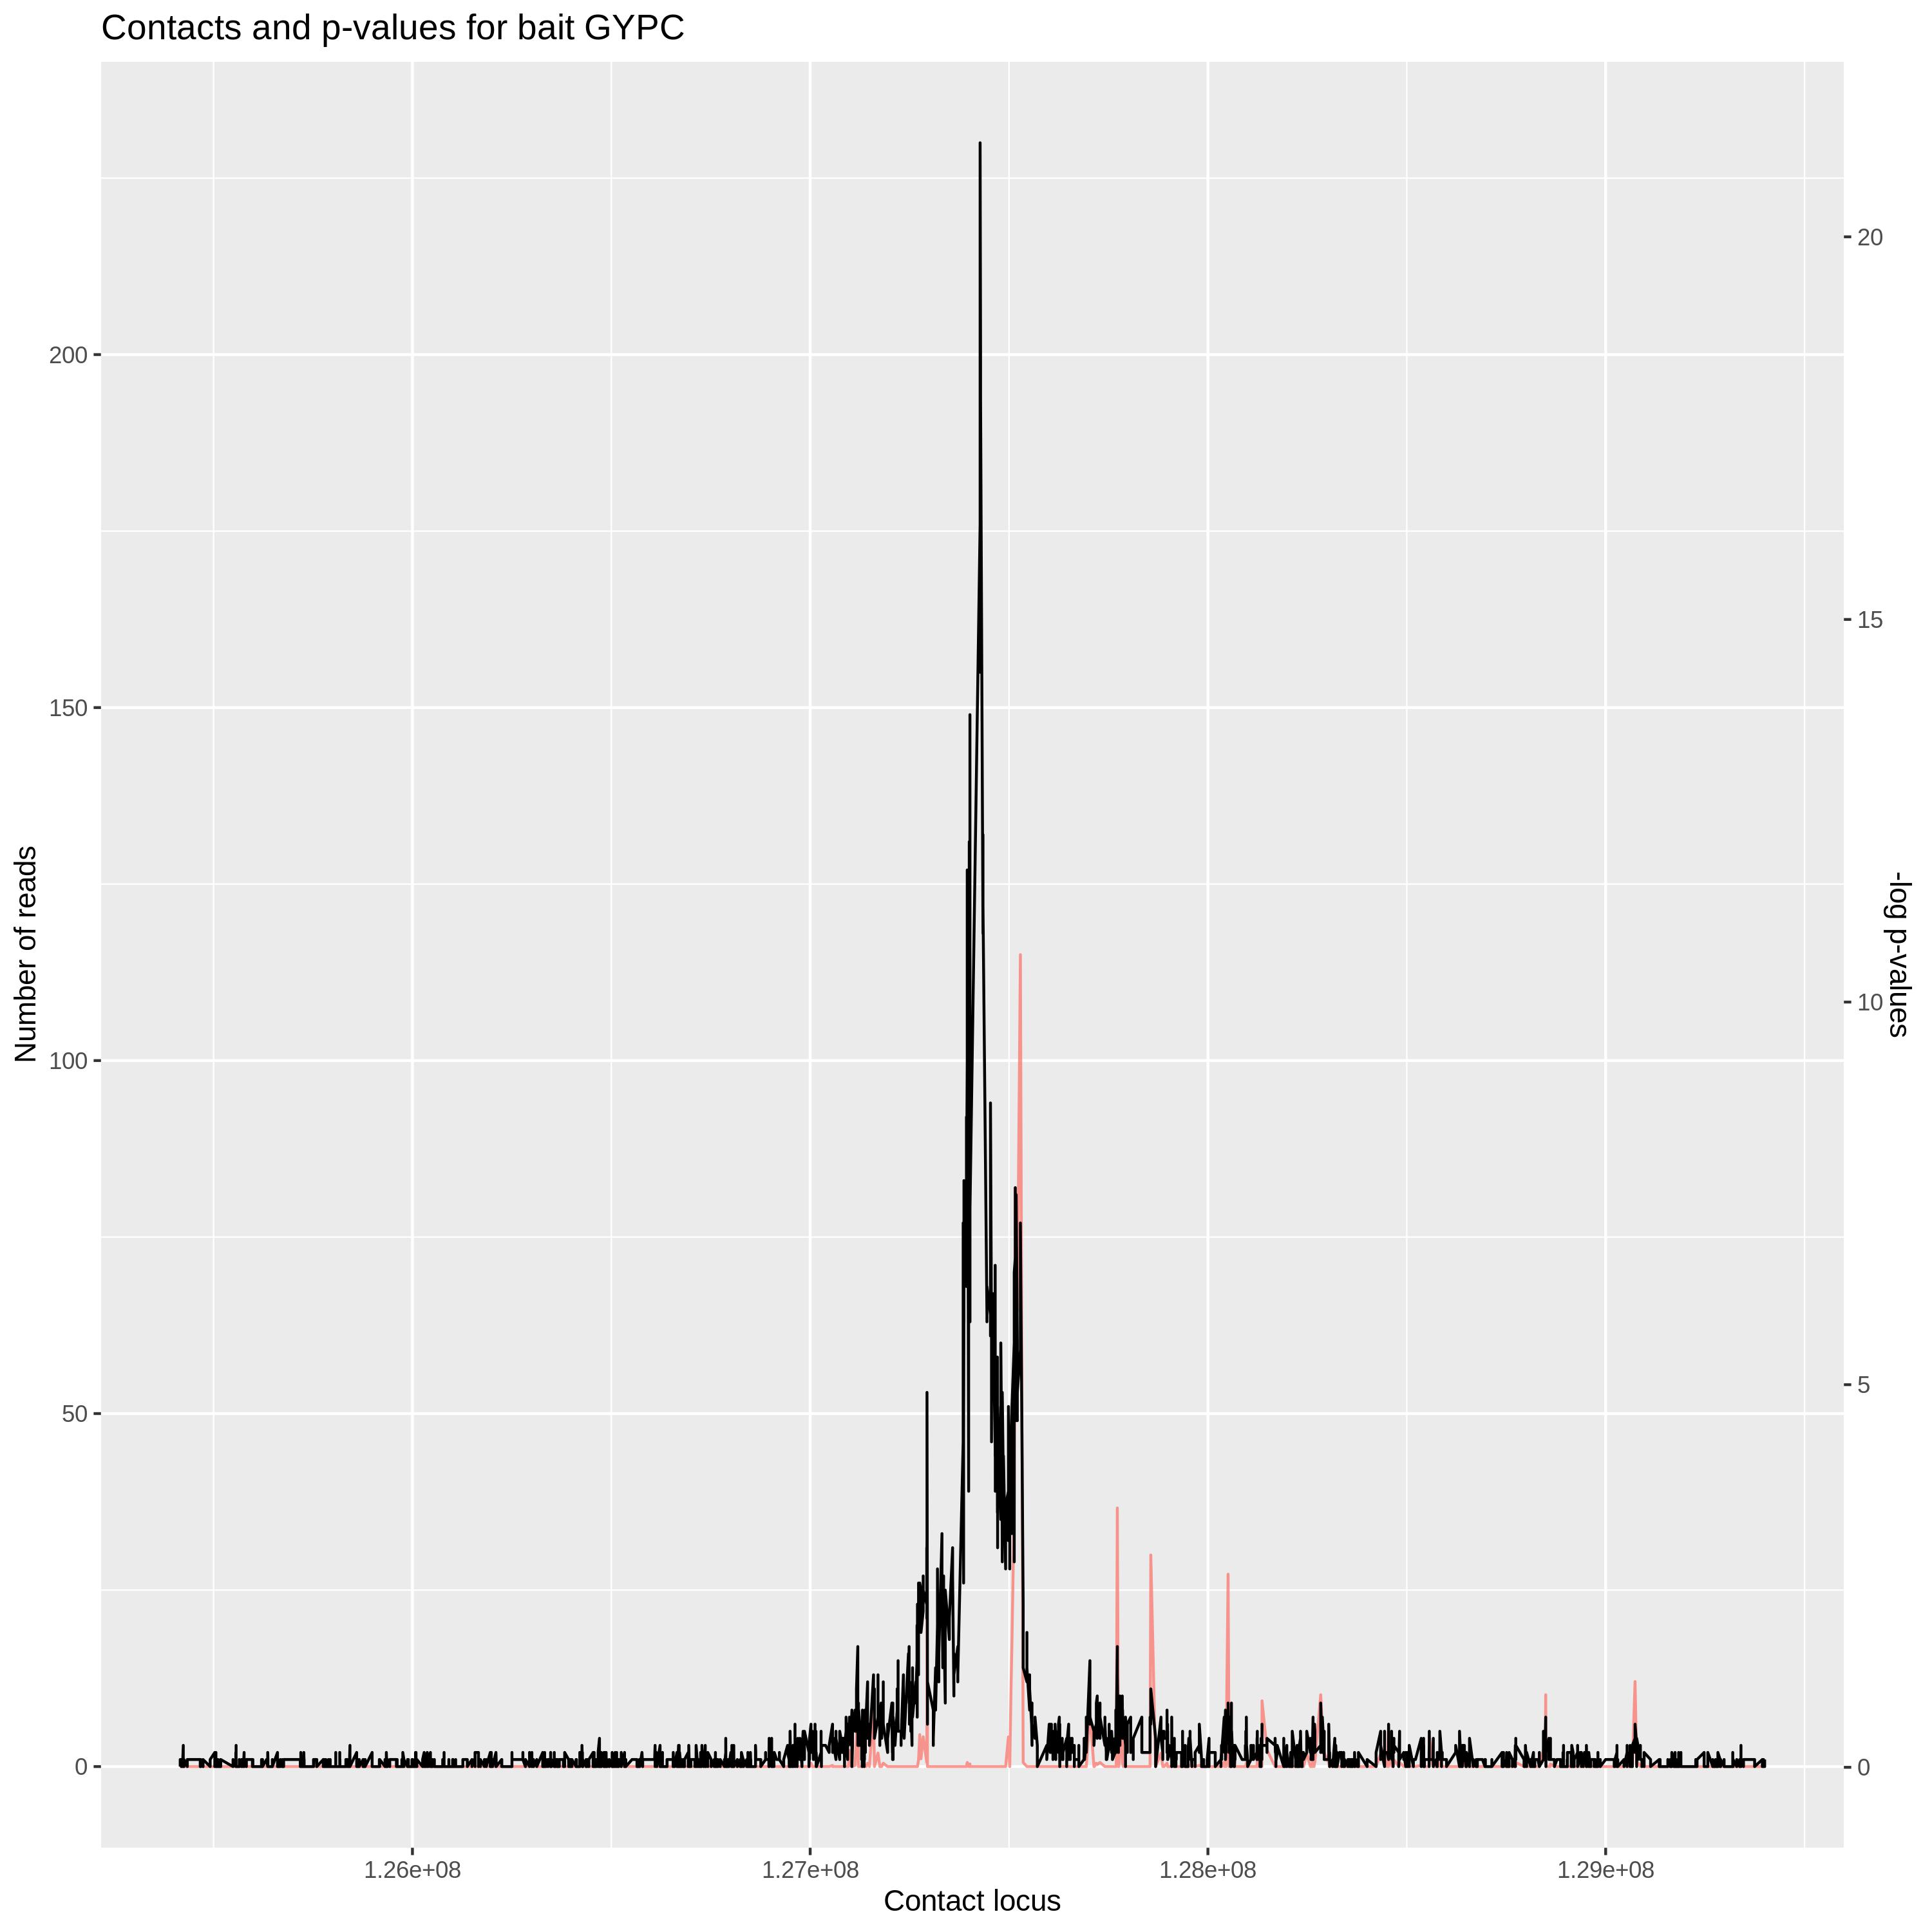 Contacts and p-values for bait GYPC
200
150
100
50
0
Number of reads
20
15
10
5
0
-log p-values
1.26e+08
1.27e+08
1.28e+08
1.29e+08
Contact locus